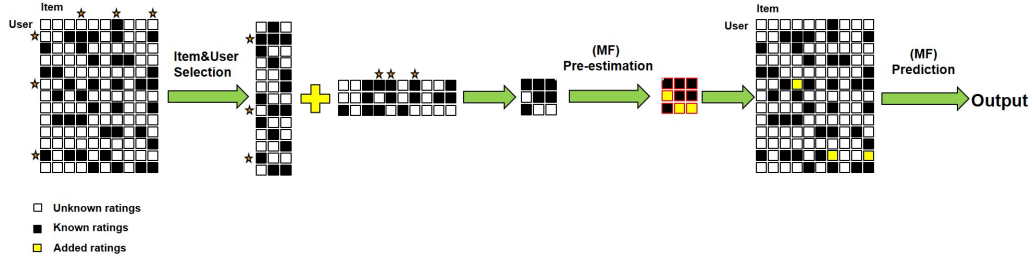 Item
User
Item&User
Selection
(MF)
Pre-estimation
Item
User
(MF)
Prediction
Output
Unknown ratings
Known ratings
Added ratings